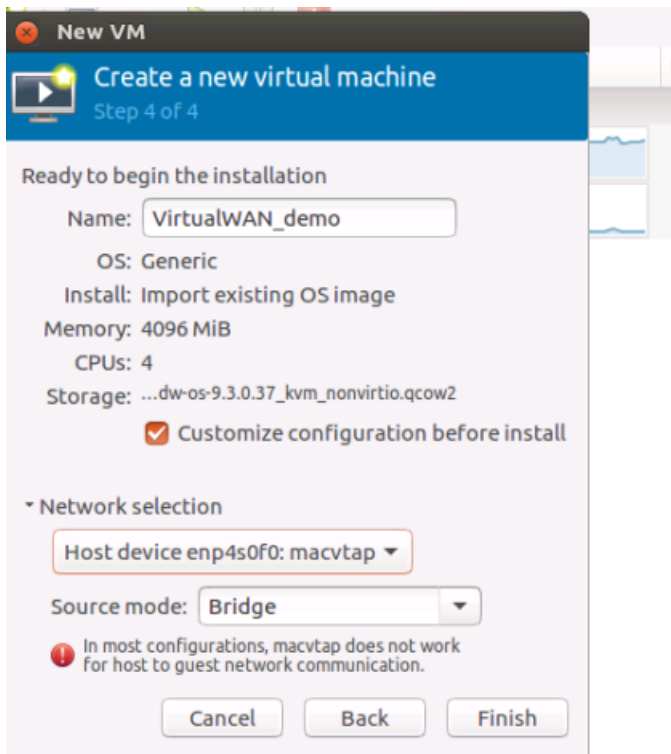 New VM
Create a new virtual machine
Step 4 of 4
Ready to begin the installation
Name: VirtualWAN_demo
OS: Generic
Install: Import existing OS image
Memory: 4096 MiB
CPUs: 4
Storage: ...dw-os-9.3.0.37_kvm_nonvirtio.qcow2
Customize configuration before install
Network selection
Host device enp4s0f0: macvtap
Source mode: Bridge
In most configurations, macvtap does not work
for host to guest network communication.
Cancel Back Finish